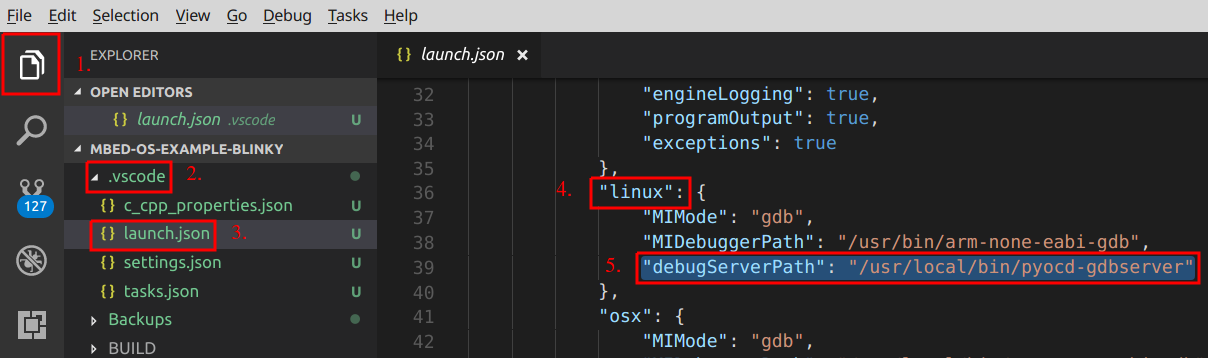 File Edit Selection View Go Debug Tasks Help
1.
EXPLORER
OPEN EDITORS
{} launch.json .vscode U
MBED-OS-EXAMPLE-BLINKY
.vscode 2.
{} c_cpp_properties.json U
{} launch.json 3. U
{} settings.json U
{} tasks.json U
Backups
BUILD
127
{} launch.json ×
32 "engineLogging": true,
33 "programOutput": true,
34 "exceptions": true
35 },
36 4. "linux": {
37 "MIMode": "gdb",
38 "MIDebuggerPath": "/usr/bin/arm-none-eabi-gdb",
39 5. "debugServerPath": "/usr/local/bin/pyocd-gdbserver"
40 },
41 "osx": {
42 "MIMode": "gdb",